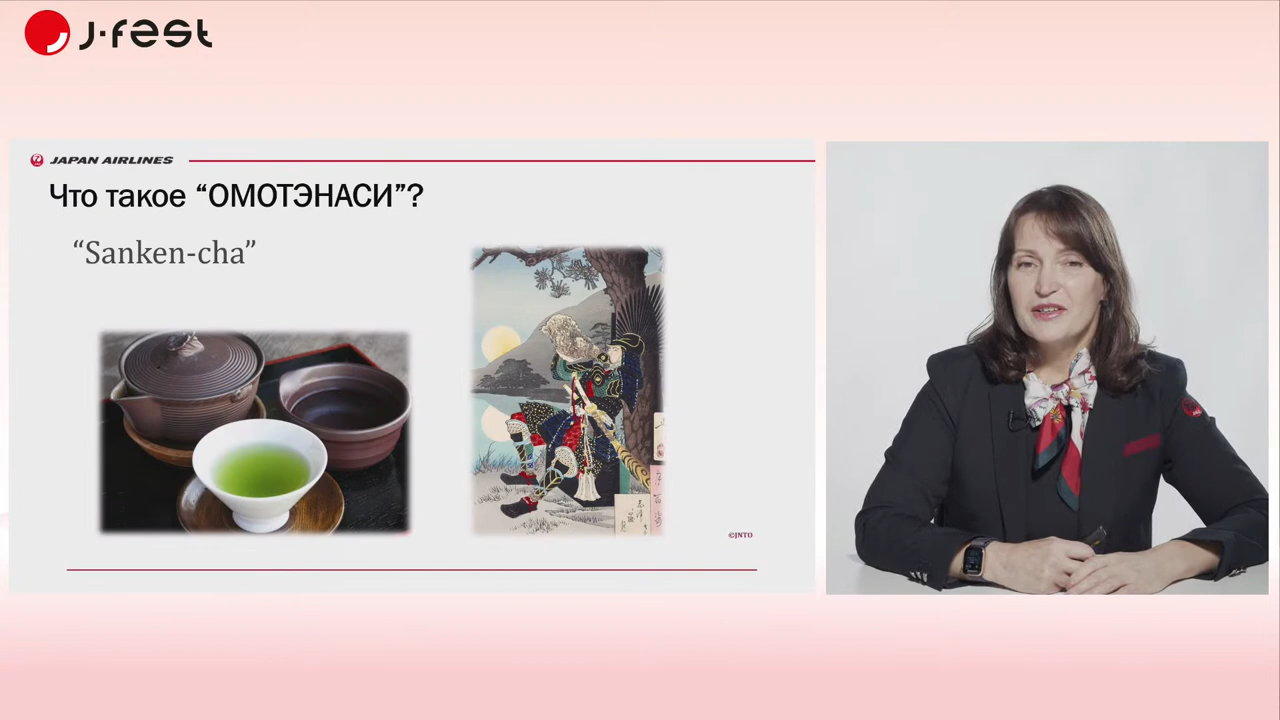 J-fest
JAPAN AIRLINES
Что такое “ОМОТЭНАСИ”?
“Sanken-cha”
©JNTO